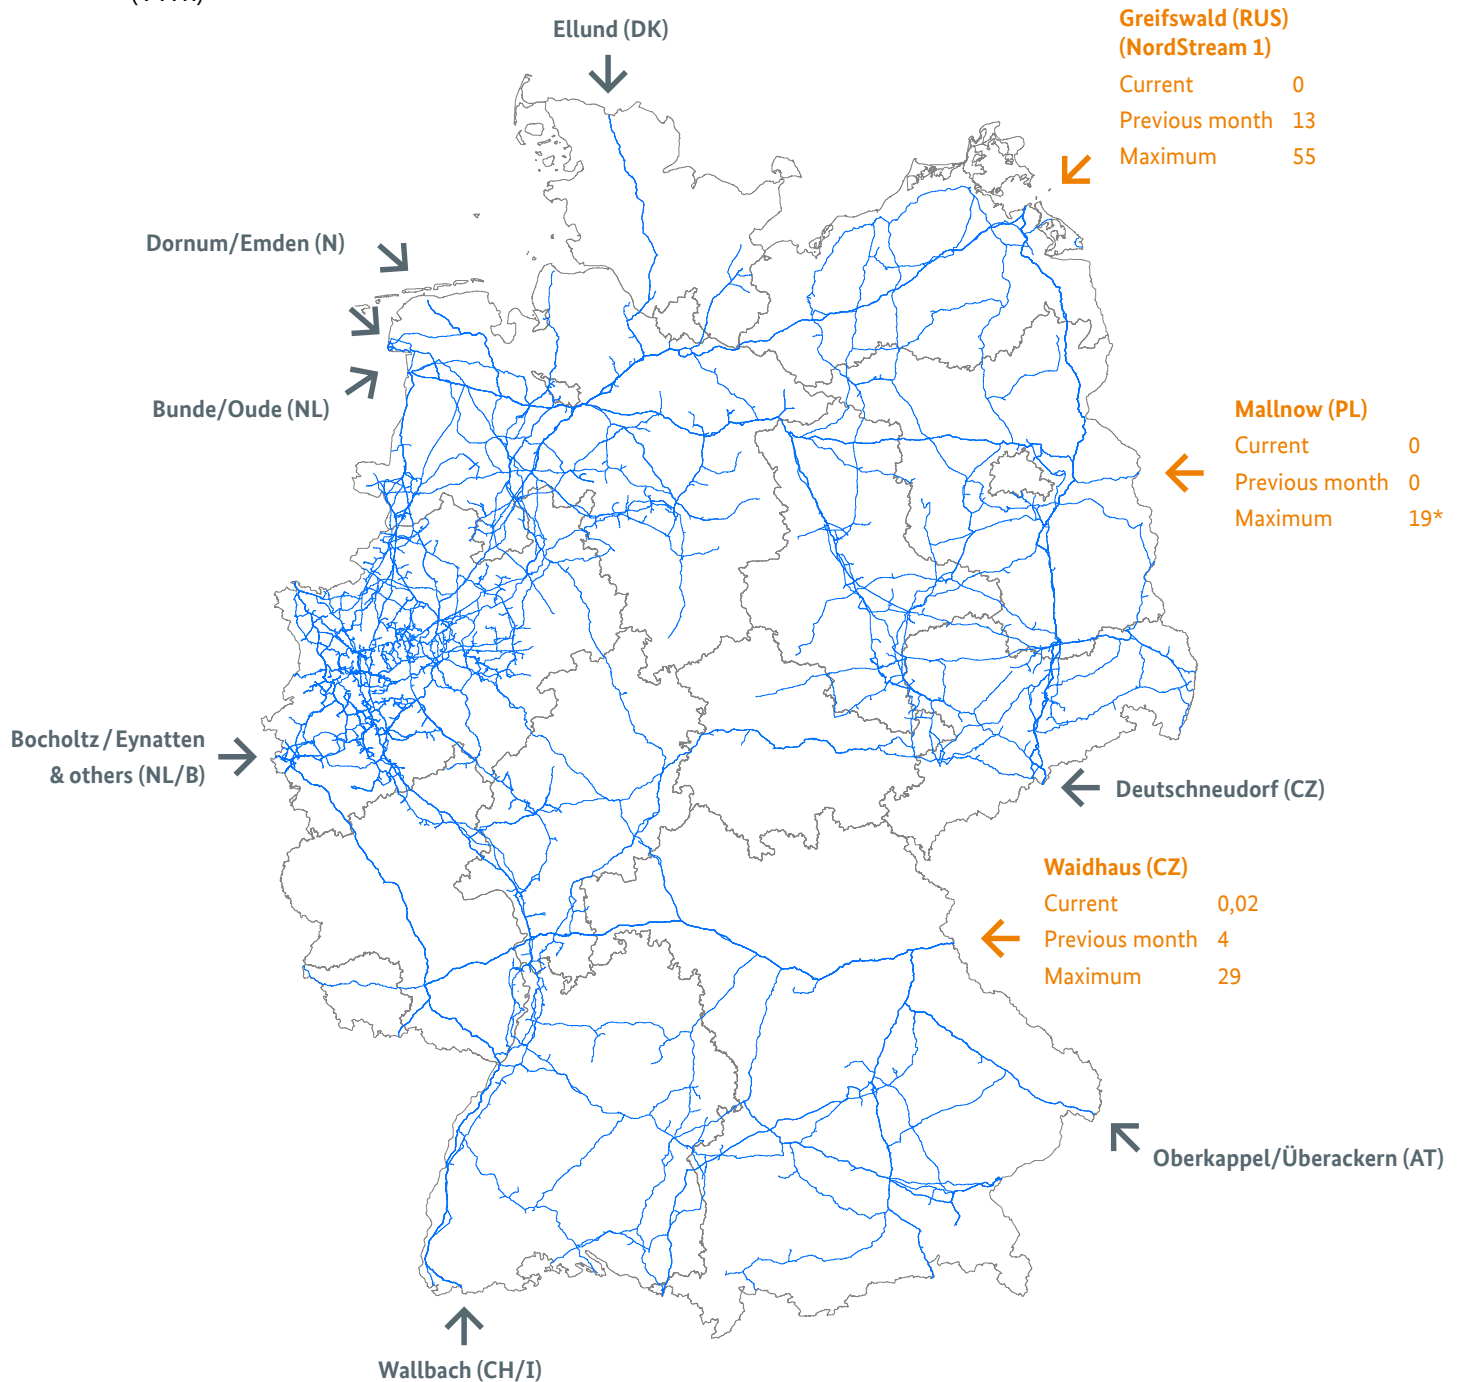 Ellund (DK)
Greifswald (RUS)
(NordStream 1)
Current 0
Previous month 13
Maximum 55
Dornum/Emden (N)
Bunde/Oude (NL)
Mallnow (PL)
Current 0
Previous month 0
Maximum 19*
Bocholtz / Eynatten
& others (NL/B)
Deutschneudorf (CZ)
Waidhaus (CZ)
Current 0,02
Previous month 4
Maximum 29
Oberkappel/Überackern (AT)
Wallbach (CH/I)